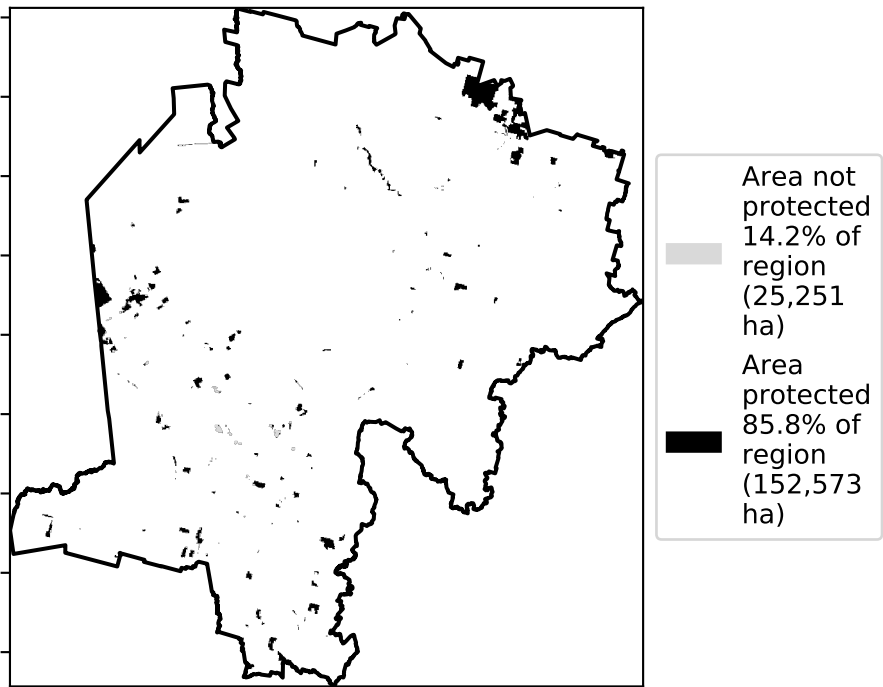 Area not
protected
14.2% of
region
(25,251
ha)
Area
protected
85.8% of
region
(152,573
ha)